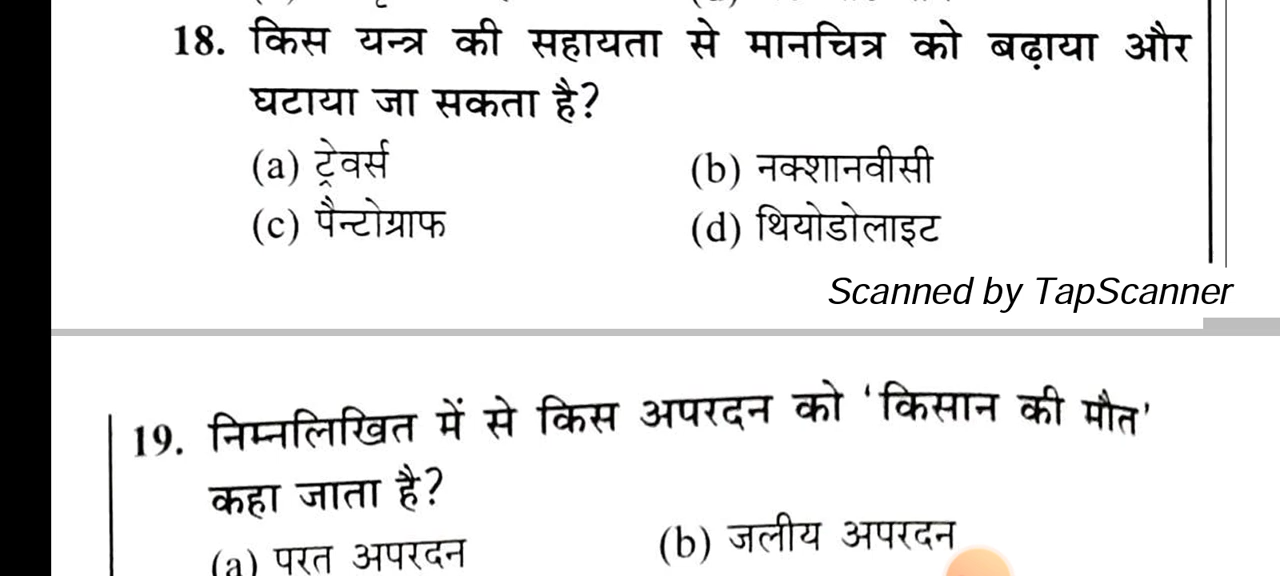 18. किस यन्त्र की सहायता से मानचित्र को बढ़ाया और
घटाया जा सकता है?
(a) ट्रेवर्स (b) नक्शानवीसी
(c) पैन्टोग्राफ (d) थियोडोलाइट
Scanned by TapScanner
19. निम्नलिखित में से किस अपरदन को 'किसान की मौत'
कहा जाता है?
(a) परत अपरदन (b) जलीय अपरदन